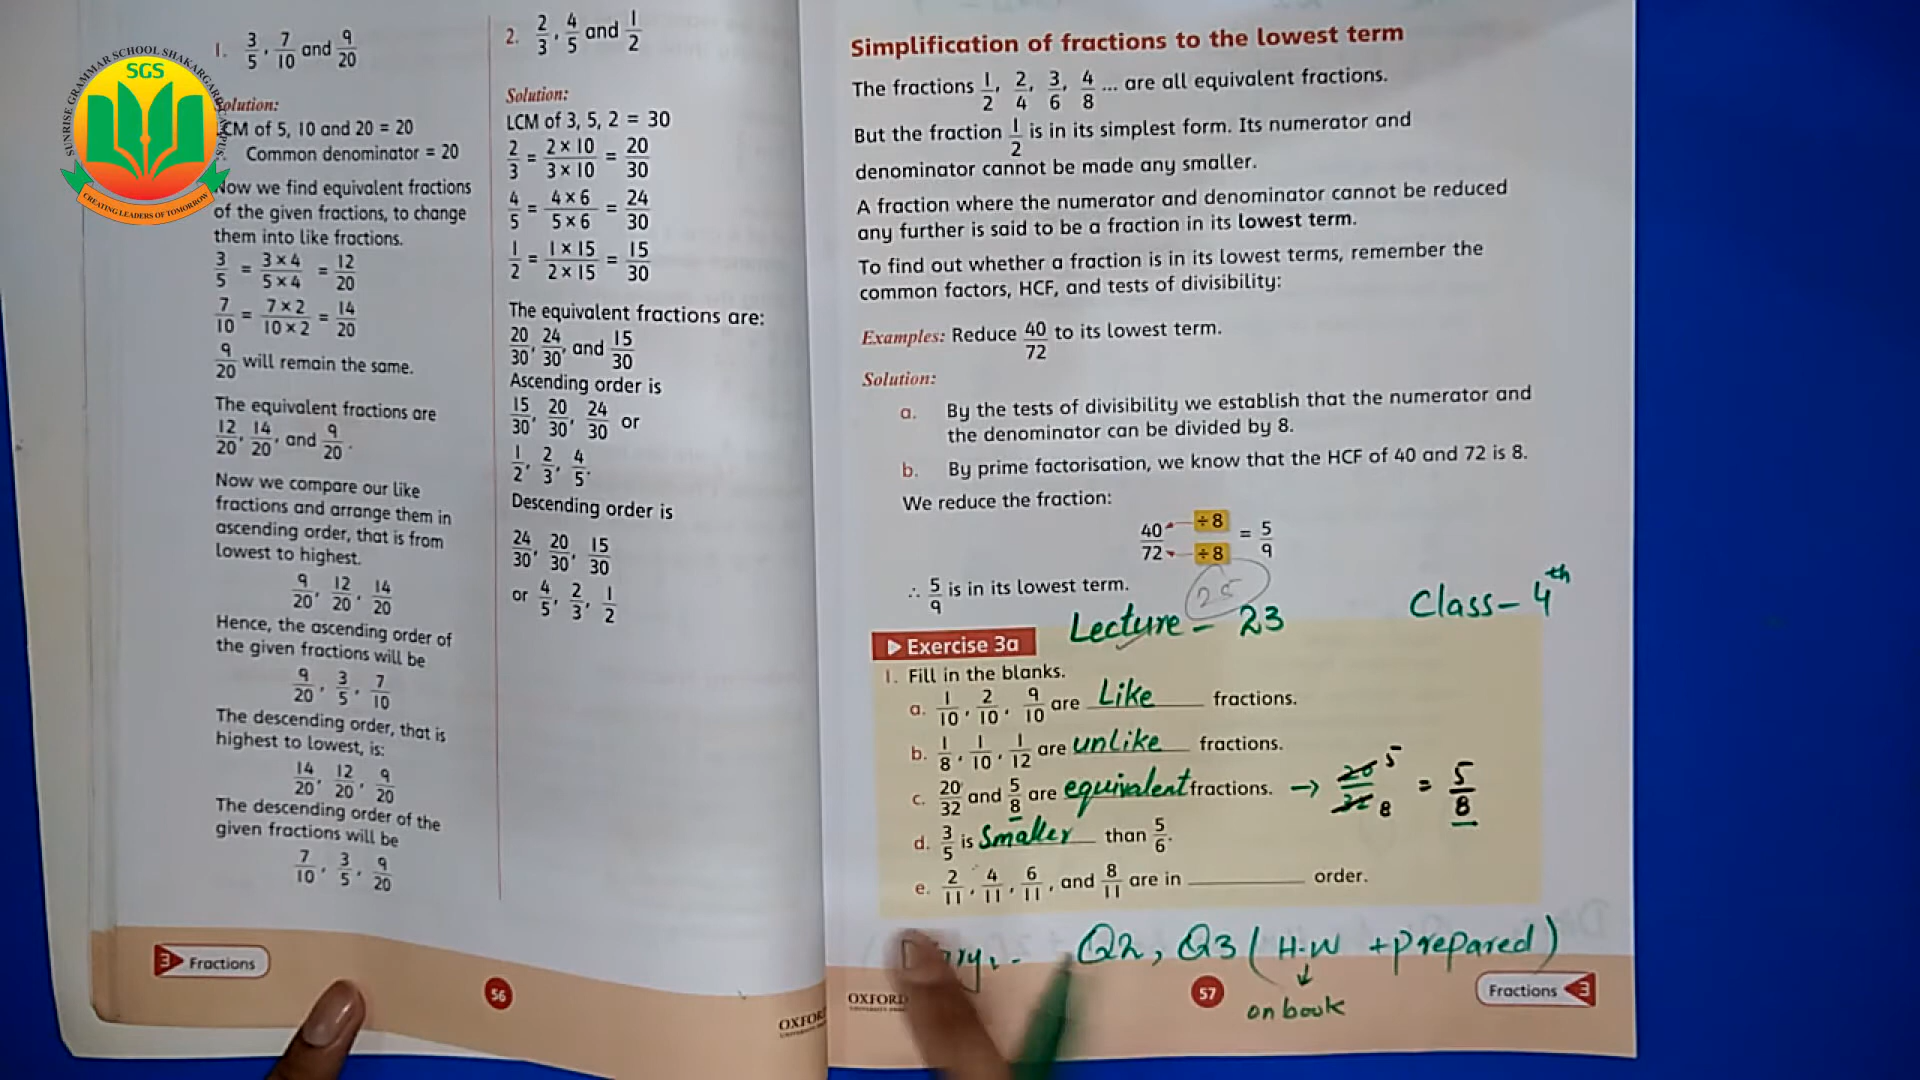 SUNRISE GRAMMAR SCHOOL SHAKARGARH
SGS
CREATING LEADERS OF TOMORROW
1. 3/5, 7/10 and 9/20
Solution:
LCM of 5, 10 and 20 = 20
Common denominator = 20
Now we find equivalent fractions
of the given fractions, to change
them into like fractions.
3/5 = 3 × 4/5 × 4 = 12/20
7/10 = 7 × 2/10 × 2 = 14/20
9/20 will remain the same.
The equivalent fractions are
12/20, 14/20, and 9/20.
Now we compare our like
fractions and arrange them in
ascending order, that is from
lowest to highest.
9/20, 12/20, 14/20
Hence, the ascending order of
the given fractions will be
9/20, 3/5, 7/10
The descending order, that is
highest to lowest, is:
14/20, 12/20, 9/20
The descending order of the
given fractions will be
7/10, 3/5, 9/20
3 Fractions
56
OXFOR
2. 2/3, 4/5 and 1/2
Solution:
LCM of 3, 5, 2 = 30
2/3 = 2 × 10/3 × 10 = 20/30
4/5 = 4 × 6/5 × 6 = 24/30
1/2 = 1 × 15/2 × 15 = 15/30
The equivalent fractions are:
20/30, 24/30, and 15/30
Ascending order is
15/30, 20/30, 24/30 or
1/2, 2/3, 4/5.
Descending order is
24/30, 20/30, 15/30
or 4/5, 2/3, 1/2
Simplification of fractions to the lowest term
The fractions 1/2, 2/4, 3/6, 4/8 ... are all equivalent fractions.
But the fraction 1/2 is in its simplest form. Its numerator and
denominator cannot be made any smaller.
A fraction where the numerator and denominator cannot be reduced
any further is said to be a fraction in its lowest term.
To find out whether a fraction is in its lowest terms, remember the
common factors, HCF, and tests of divisibility:
Examples: Reduce 40/72 to its lowest term.
Solution:
a. By the tests of divisibility we establish that the numerator and
the denominator can be divided by 8.
b. By prime factorisation, we know that the HCF of 40 and 72 is 8.
We reduce the fraction:
40/72 ÷8/÷8 = 5/9
∴ 5/9 is in its lowest term.
25
Lecture - 23
Class - 4th
Exercise 3a
1. Fill in the blanks.
a. 1/10, 2/10, 9/10 are Like fractions.
b. 1/8, 1/10, 1/12 are unlike fractions.
c. 20/32 and 5/8 are equivalent fractions. → 20/32 5/8 = 5/8
d. 3/5 is Smaller than 5/6.
e. 2/11, 4/11, 6/11, and 8/11 are in ________ order.
Q2, Q3 (H.W + prepared)
↓
on book
OXFORD
57
Fractions 3